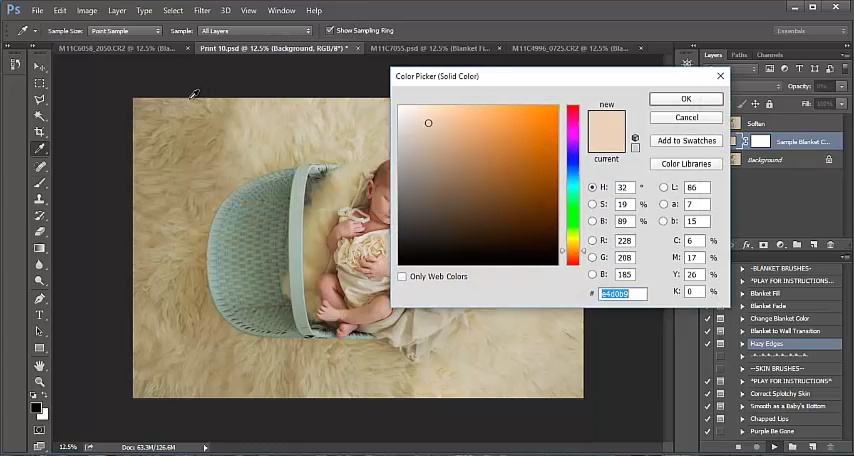 Ps File Edit Image Layer Type Select Filter 3D View Window Help
Sample Size: Point Sample Sample: All Layers Show Sampling Ring Essentials
M11C6058_2050.CR2 @ 12.5% (Bla... × Print 10.psd @ 12.5% (Background, RGB/8*) * × M11C7055.psd @ 12.5% (Blanket Fi... × M11C4996_0725.CR2 @ 12.5% (Bla... ×
Layers Paths Channels
Opacity: 0%
Fill: 100%
Soften
Sample Blanket C...
Background
fx
Color Picker (Solid Color)
new
current
OK
Cancel
Add to Swatches
Color Libraries
H: 32 °
S: 19 %
B: 89 %
R: 228
G: 208
B: 185
L: 86
a: 7
b: 15
C: 6 %
M: 17 %
Y: 26 %
K: 0 %
# e4d0b9
Only Web Colors
-BLANKET BRUSHES-
*PLAY FOR INSTRUCTIONS...
Blanket Fill
Blanket Fade
Change Blanket Color
Blanket to Wall Transition
Hazy Edges
-*-*-*-*-*-*-*-*-...
--SKIN BRUSHES--
*PLAY FOR INSTRUCTIONS*
Correct Splotchy Skin
Smooth as a Baby's Bottom
Chapped Lips
Purple Be Gone
12.5% Doc: 63.3M/126.6M